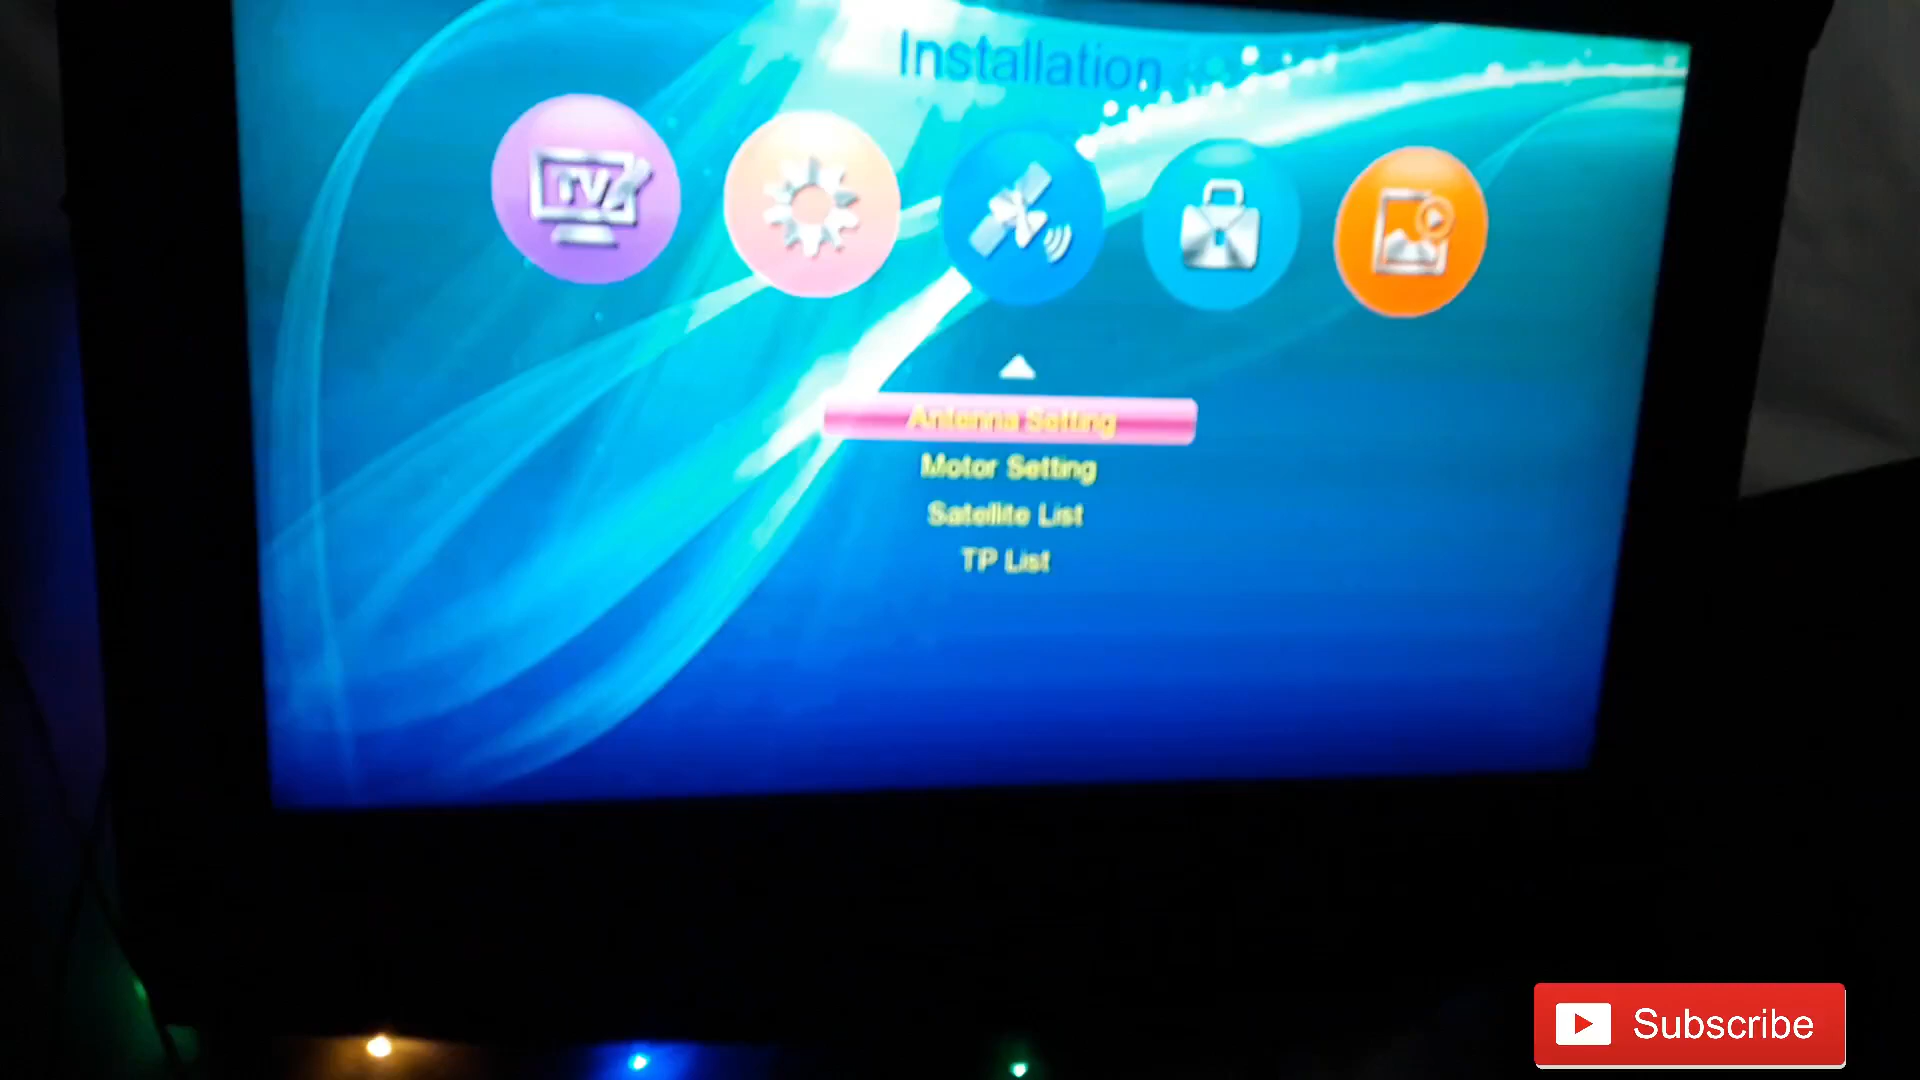 Installation
TV
Antenna Setting
Motor Setting
Satellite List
TP List
Subscribe